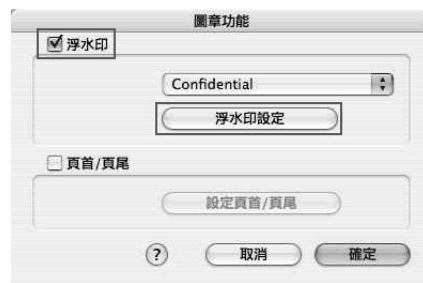 圖章功能
浮水印
Confidential
浮水印設定
頁首/頁尾
設定頁首/頁尾
? 取消 確定